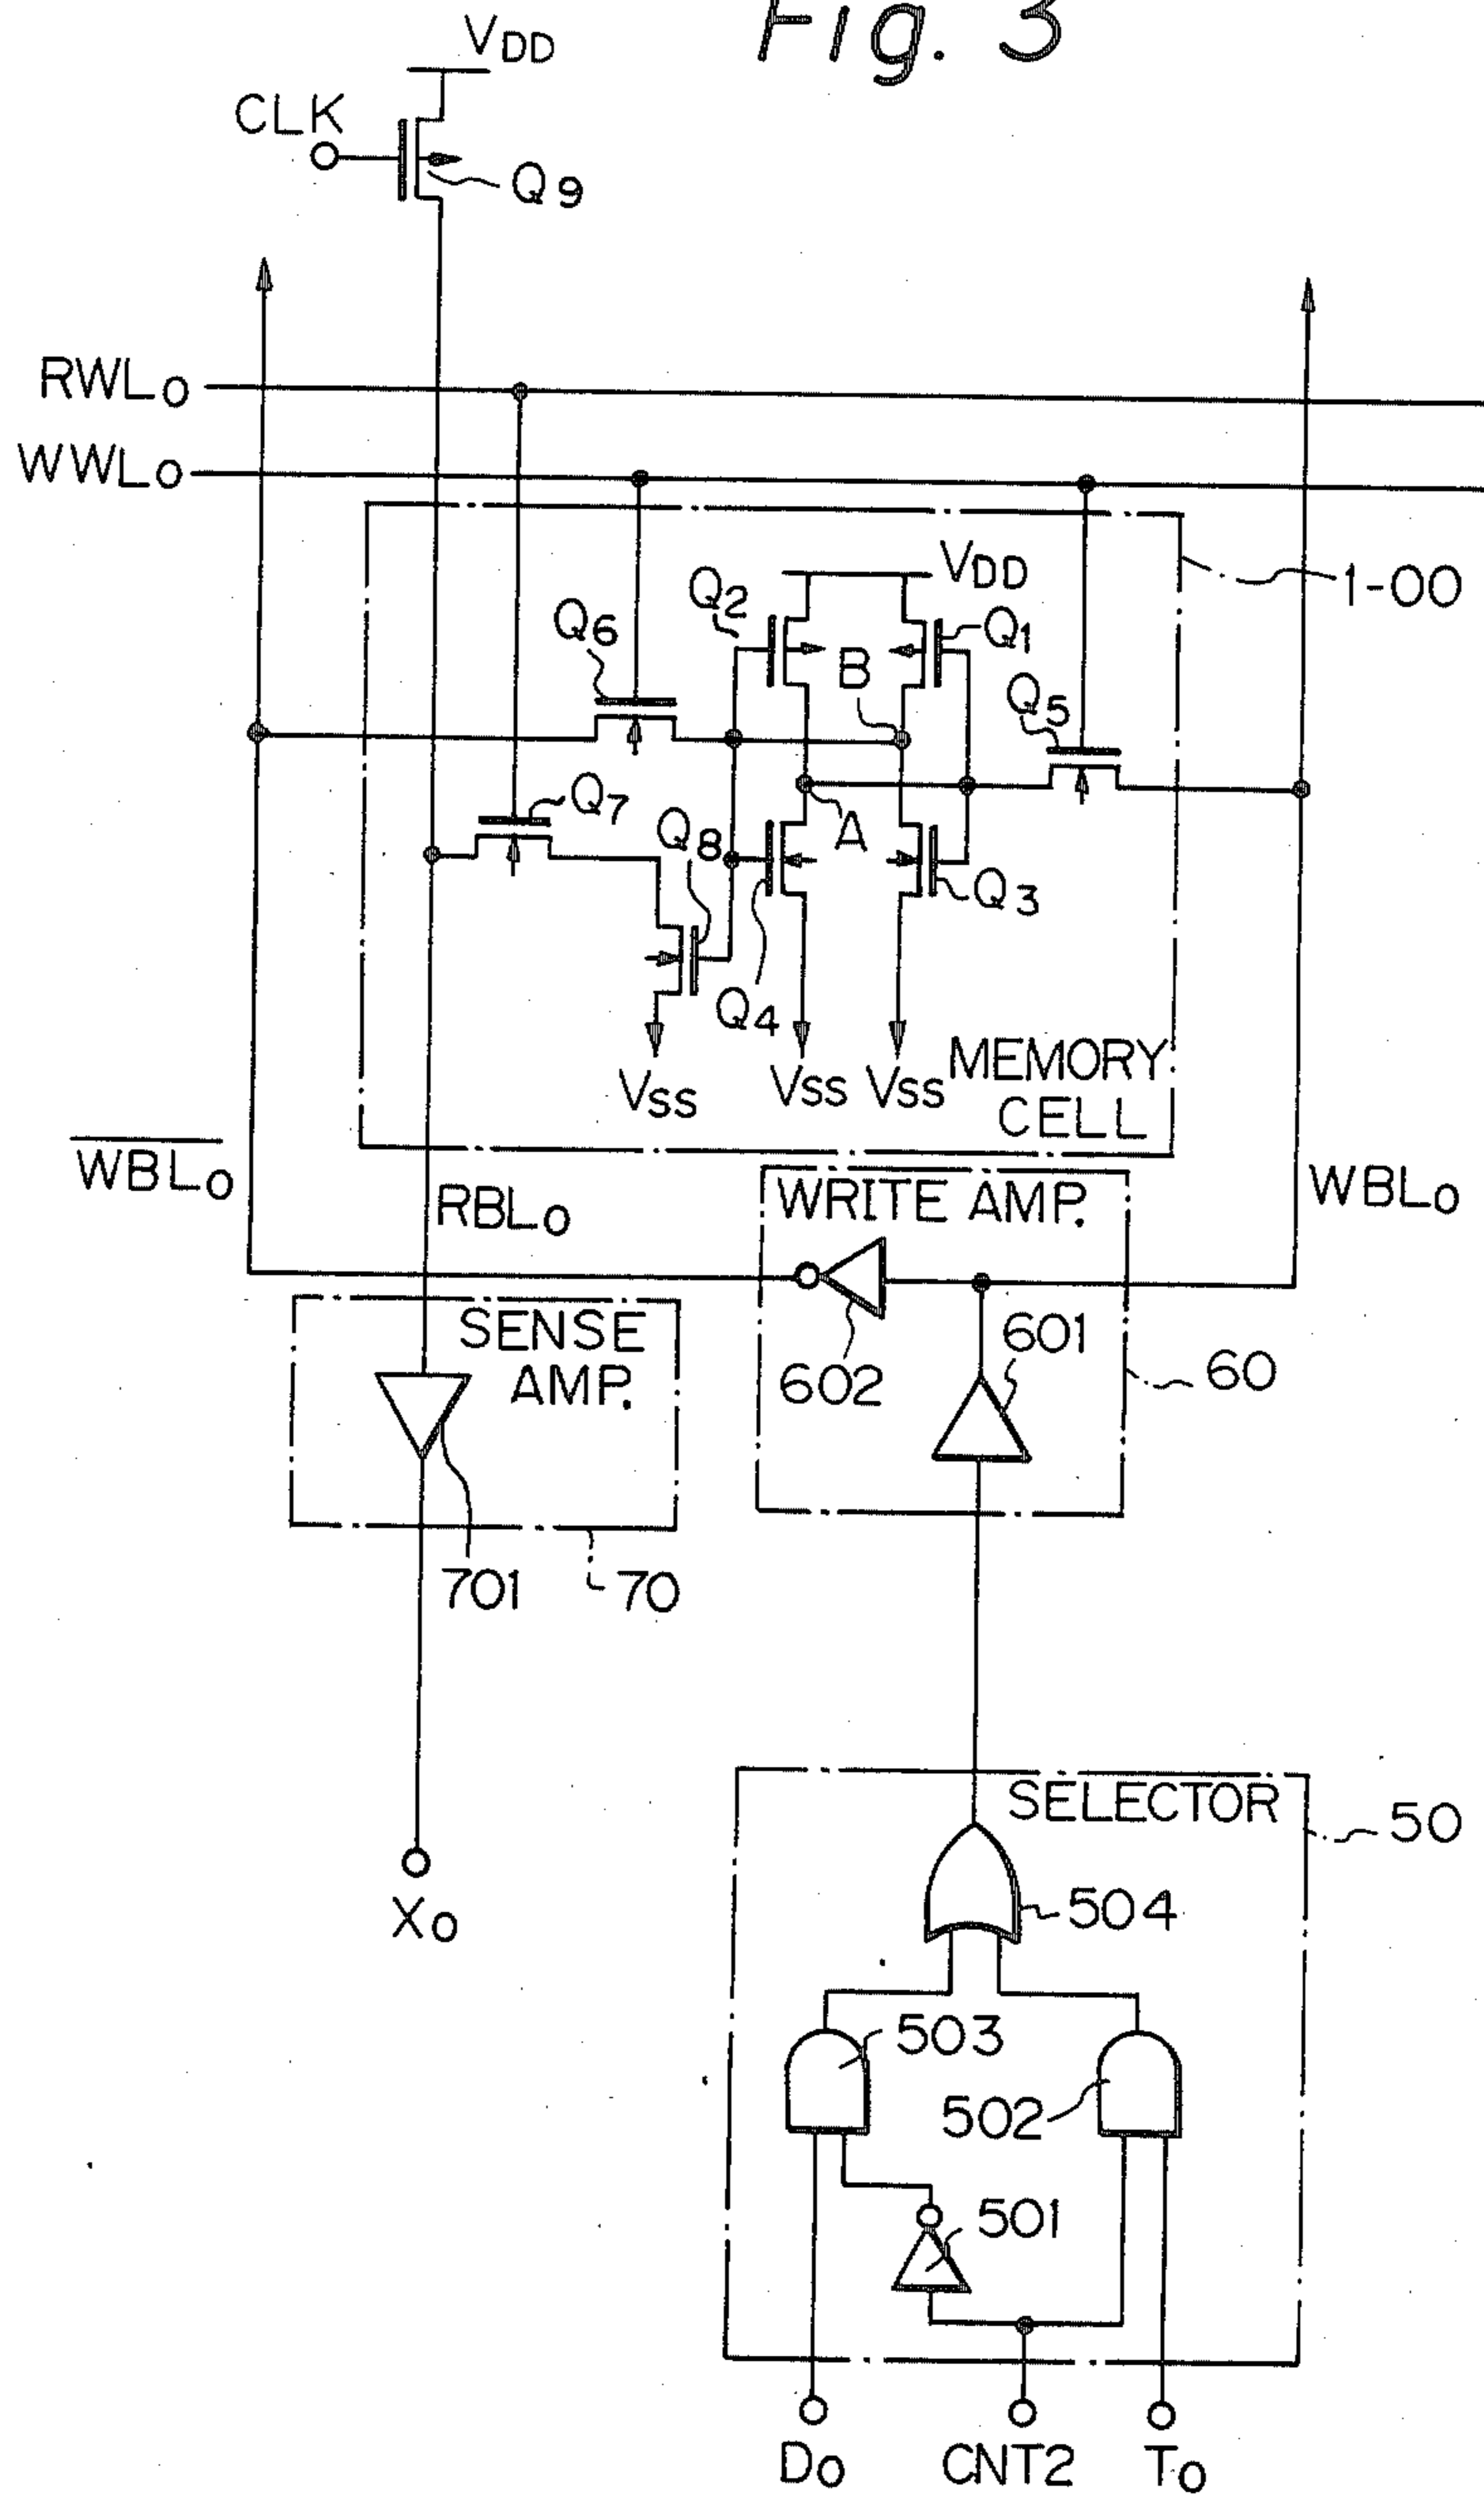 Fig. 3
VDD
CLK
Q9
RWL0
WWL0
VDD
Q2
1-00
Q6
Q1
B
Q5
Q7
Q8
A
Q3
Q4
VSS
VSS
VSS
MEMORY
CELL
WBL0
RBL0
WRITE AMP.
WBL0
SENSE
AMP.
601
602
60
701
70
SELECTOR
50
504
X0
503
502
501
D0
CNT2
T0